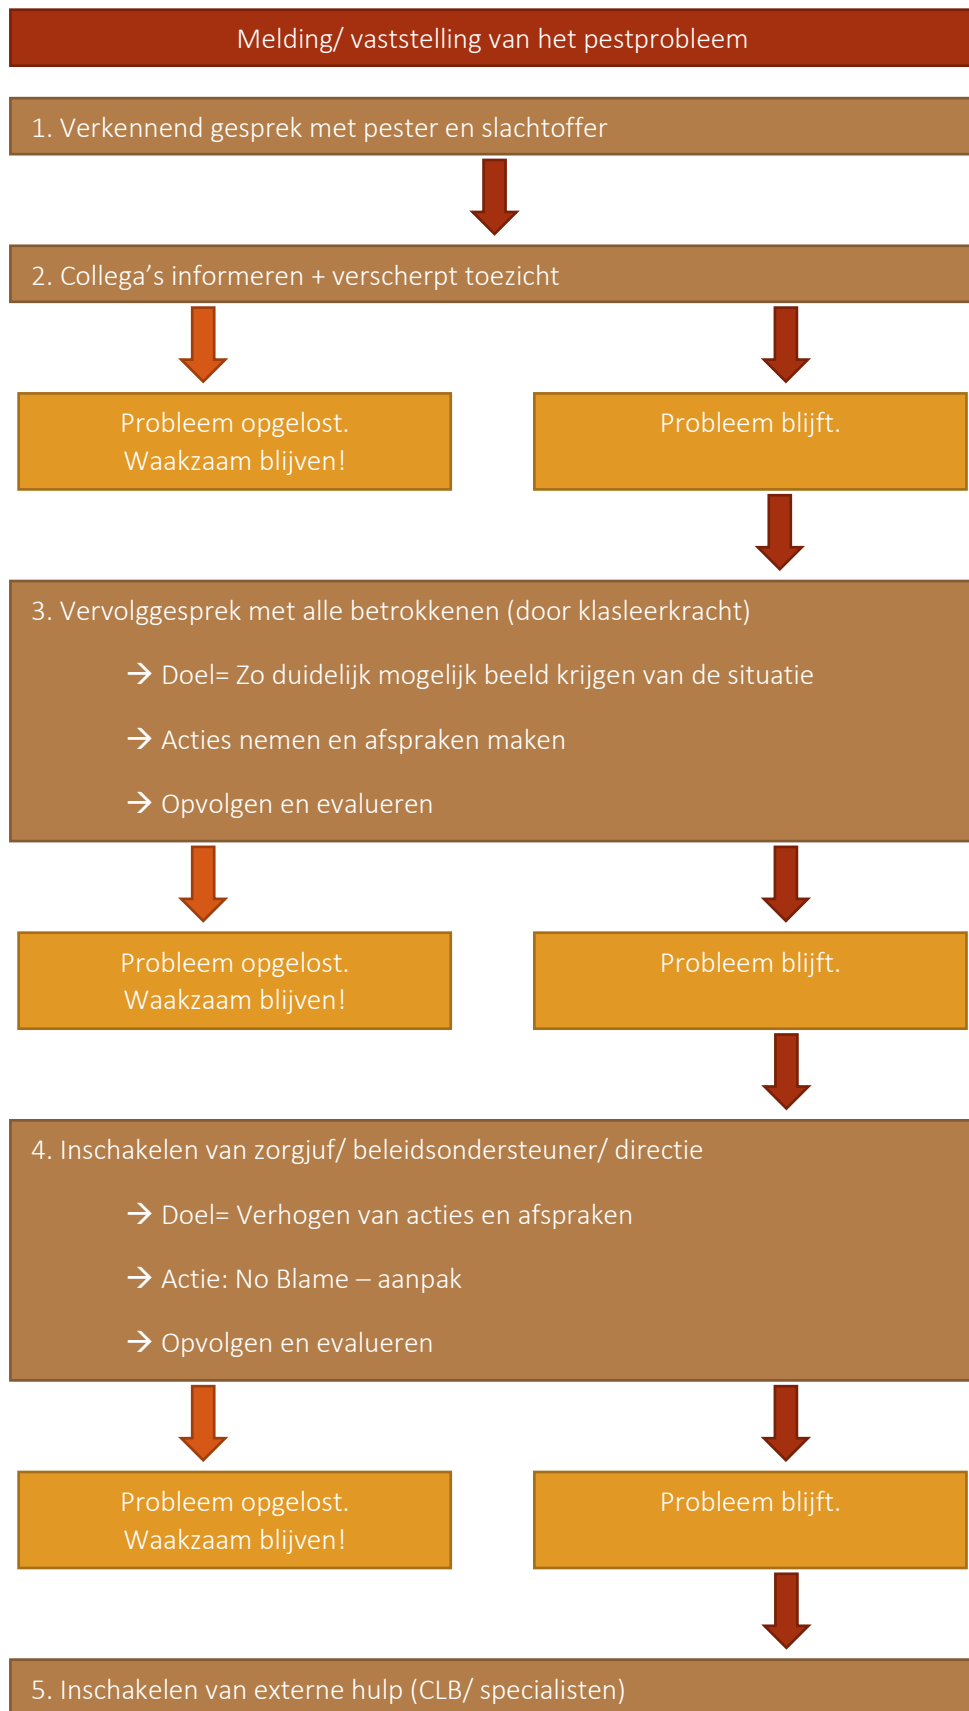 Melding/ vaststelling van het pestprobleem
1. Verkennend gesprek met pester en slachtoffer
2. Collega’s informeren + verscherpt toezicht
Probleem opgelost.
Waakzaam blijven!
Probleem blijft.
3. Vervolggesprek met alle betrokkenen (door klasleerkracht)
→ Doel= Zo duidelijk mogelijk beeld krijgen van de situatie
→ Acties nemen en afspraken maken
→ Opvolgen en evalueren
Probleem opgelost.
Waakzaam blijven!
Probleem blijft.
4. Inschakelen van zorgjuf/ beleidsondersteuner/ directie
→ Doel= Verhogen van acties en afspraken
→ Actie: No Blame – aanpak
→ Opvolgen en evalueren
Probleem opgelost.
Waakzaam blijven!
Probleem blijft.
5. Inschakelen van externe hulp (CLB/ specialisten)